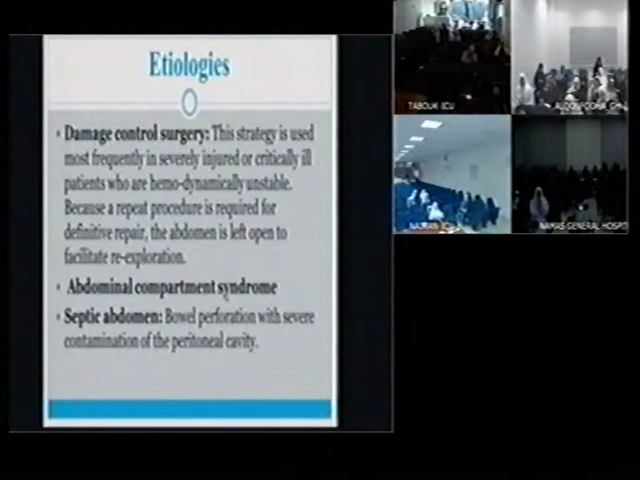 Etiologies
• Damage control surgery: This strategy is used
most frequently in severely injured or critically ill
patients who are hemo-dynamically unstable.
Because a repeat procedure is required for
definitive repair, the abdomen is left open to
facilitate re-exploration.
• Abdominal compartment syndrome
• Septic abdomen: Bowel perforation with severe
contamination of the peritoneal cavity.
TABOUK ICU
NAMAS GENERAL HOSPIT